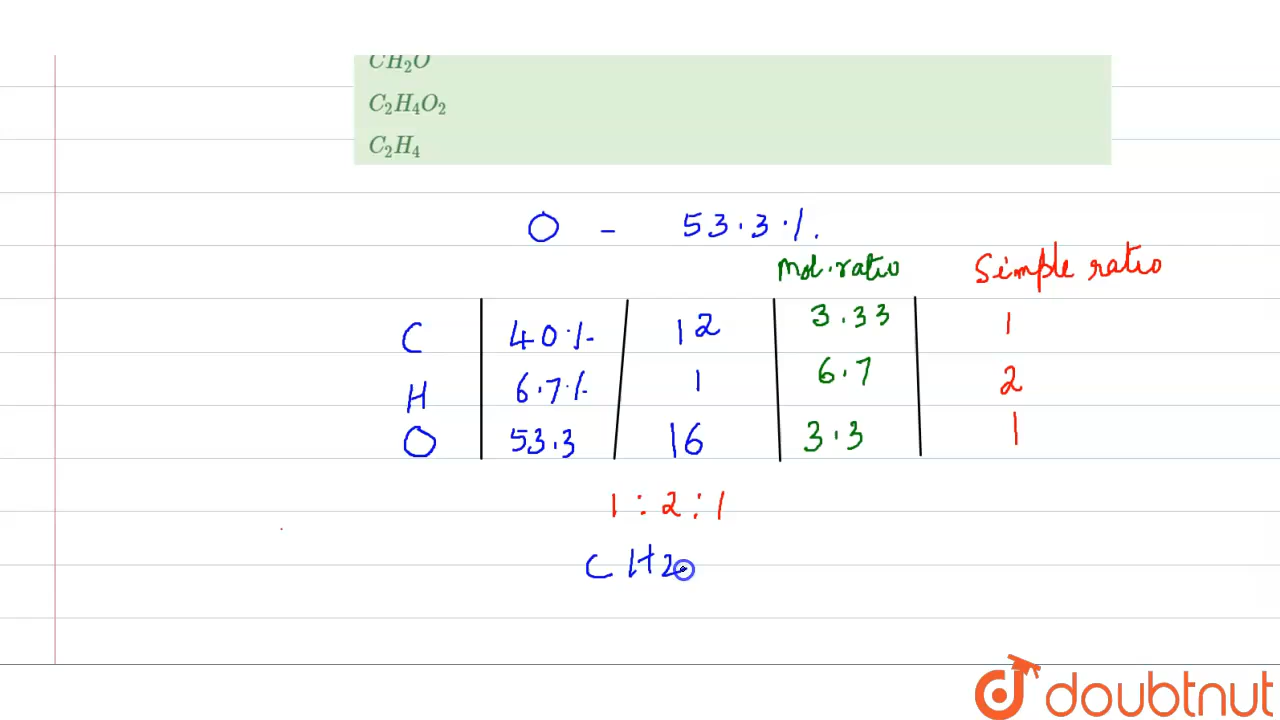 CH₂O
C₂H₄O₂
C₂H₄
O - 53.3%.
Mol. ratio Simple ratio
C 40% 12 3.33 1
H 6.7% 1 6.7 2
O 53.3 16 3.3 1
1 : 2 : 1
CH2
doubtnut